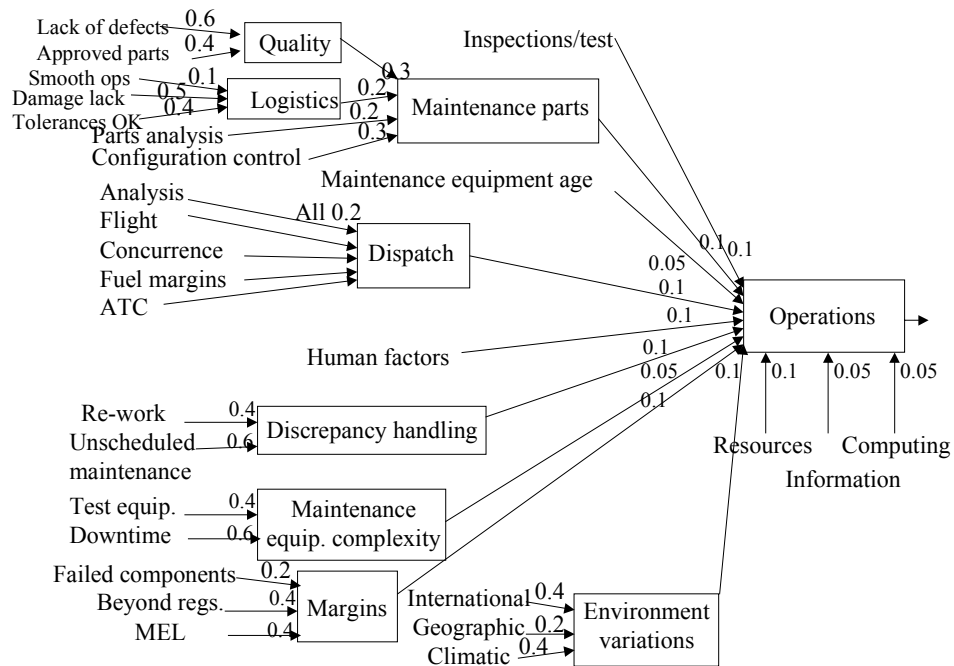 Lack of defects 0.6
Approved parts 0.4
Quality
Inspections/test
Smooth ops -0.1
Damage lack 0.5
Tolerances OK 0.4
Logistics
0.3
0.2
Maintenance parts
Parts analysis 0.2
Configuration control 0.3
Maintenance equipment age
Analysis
All 0.2
Flight
Concurrence
Fuel margins
ATC
Dispatch
0.1
0.1
0.05
0.1
0.1
Operations
Human factors
0.1
0.05
0.1
0.1
0.1
0.05
0.05
Re-work 0.4
Unscheduled
maintenance
0.6
Discrepancy handling
Resources
Computing
Information
Test equip. 0.4
Downtime 0.6
Maintenance
equip. complexity
Failed components 0.2
Beyond regs. 0.4
MEL 0.4
Margins
International 0.4
Geographic 0.2
Climatic 0.4
Environment
variations